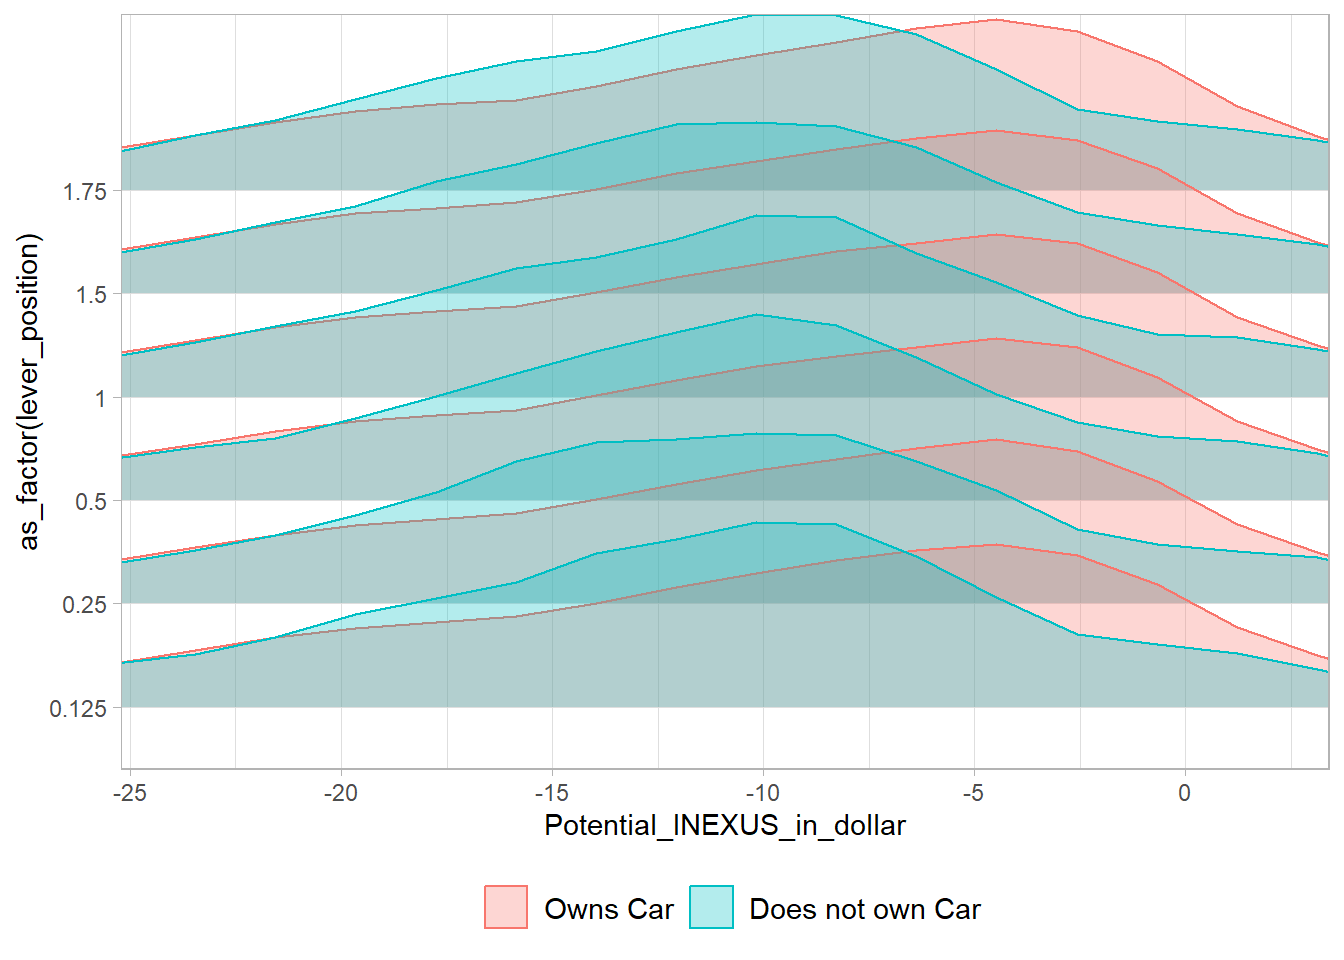 as_factor(lever_position)
1.75
1.5
1
0.5
0.25
0.125
-25 -20 -15 -10 -5 0
Potential_INEXUS_in_dollar
Owns Car Does not own Car